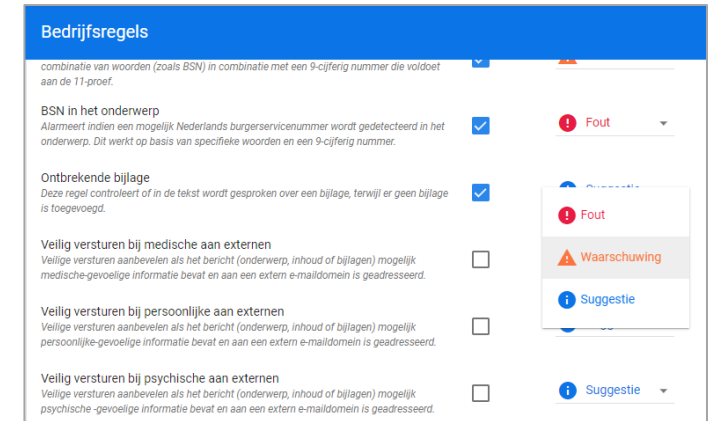 Bedrijfsregels
combinatie van woorden (zoals BSN) in combinatie met een 9-cijferig nummer die voldoet
aan de 11-proef.
BSN in het onderwerp
Alarmeert indien een mogelijk Nederlands burgerservicenummer wordt gedetecteerd in het
onderwerp. Dit werkt op basis van specifieke woorden en een 9-cijferig nummer.
Fout
Ontbrekende bijlage
Deze regel controleert of in de tekst wordt gesproken over een bijlage, terwijl er geen bijlage
is toegevoegd.
Fout
Waarschuwing
Suggestie
Veilig versturen bij medische aan externen
Veilige versturen aanbevelen als het bericht (onderwerp, inhoud of bijlagen) mogelijk
medische-gevoelige informatie bevat en aan een extern e-maildomein is geadresseerd.
Veilig versturen bij persoonlijke aan externen
Veilige versturen aanbevelen als het bericht (onderwerp, inhoud of bijlagen) mogelijk
persoonlijke-gevoelige informatie bevat en aan een extern e-maildomein is geadresseerd.
Veilig versturen bij psychische aan externen
Veilige versturen aanbevelen als het bericht (onderwerp, inhoud of bijlagen) mogelijk
psychische -gevoelige informatie bevat en aan een extern e-maildomein is geadresseerd.
Suggestie